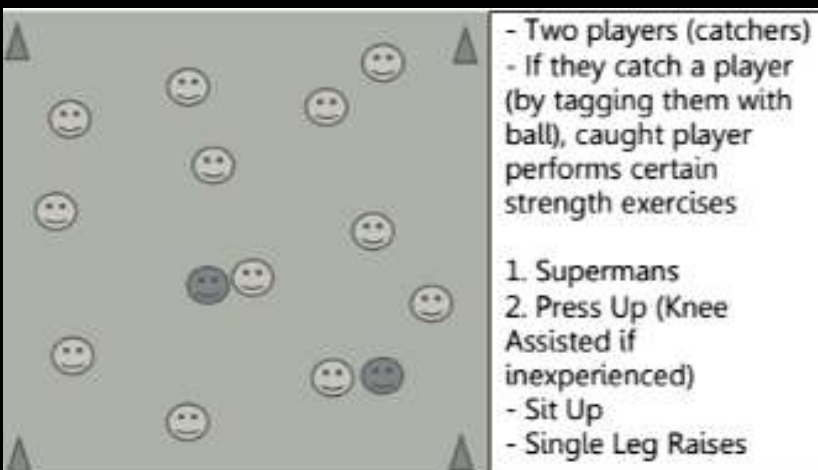 - Two players (catchers)
- If they catch a player
(by tagging them with
ball), caught player
performs certain
strength exercises
1. Supermans
2. Press Up (Knee
Assisted if
inexperienced)
- Sit Up
- Single Leg Raises